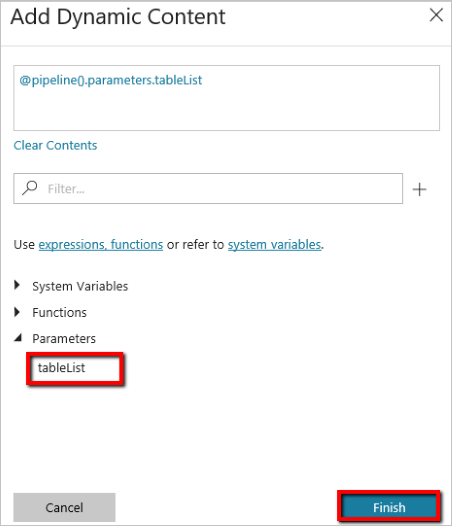 Add Dynamic Content
@pipeline().parameters.tableList
Clear Contents
Filter...
Use expressions, functions or refer to system variables.
System Variables
Functions
Parameters
tableList
Cancel
Finish